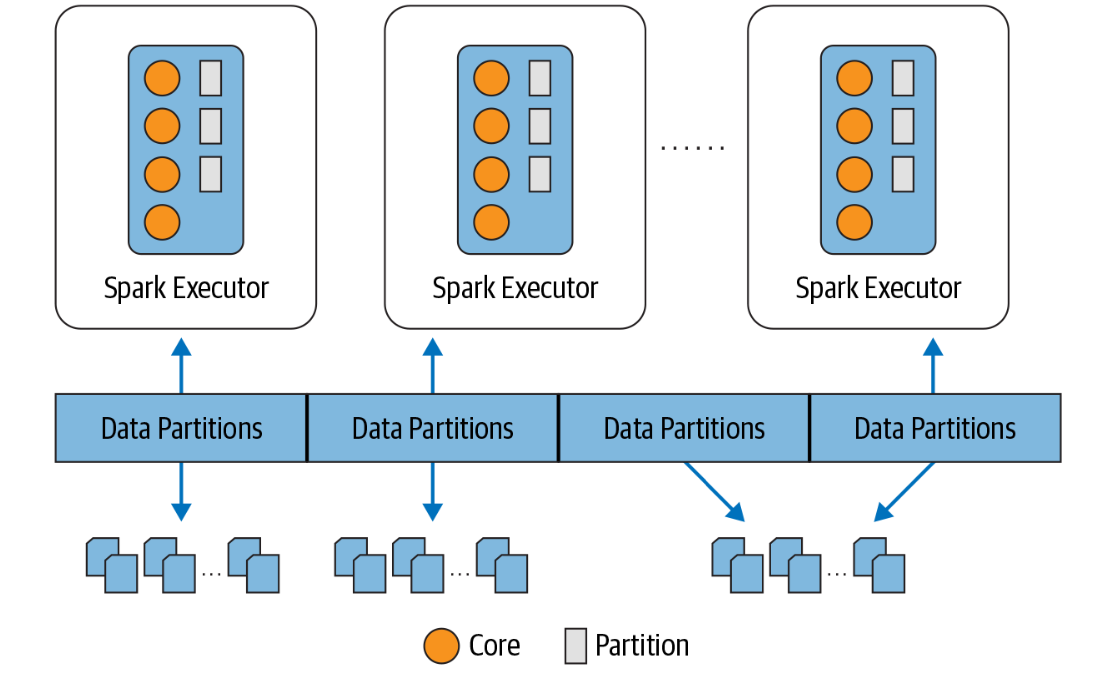 ......
Spark Executor
Spark Executor
Spark Executor
Data Partitions
Data Partitions
Data Partitions
Data Partitions
...
...
...
Core
Partition